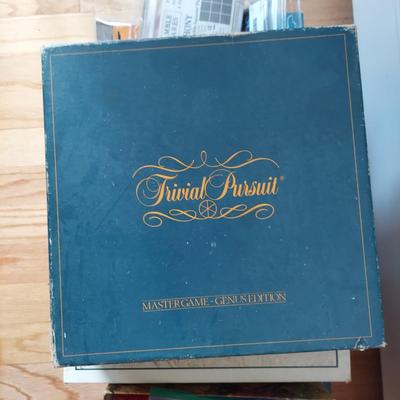 Trivial Pursuit®
MASTER GAME - GENUS EDITION